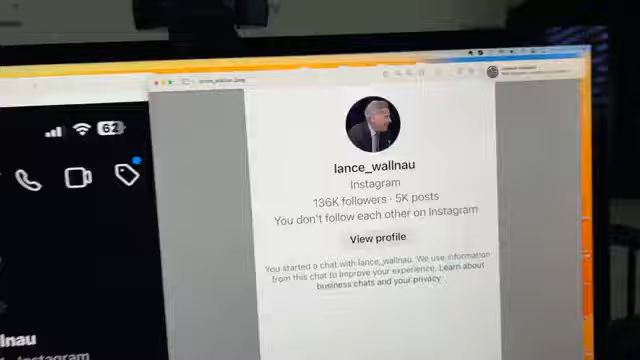 62
lance_wallnau
Instagram
136K followers · 5K posts
You don't follow each other on Instagram
View profile
You started a chat with lance_wallnau. We use information
from this chat to improve your experience. Learn about
business chats and your privacy
lnau
Instagram